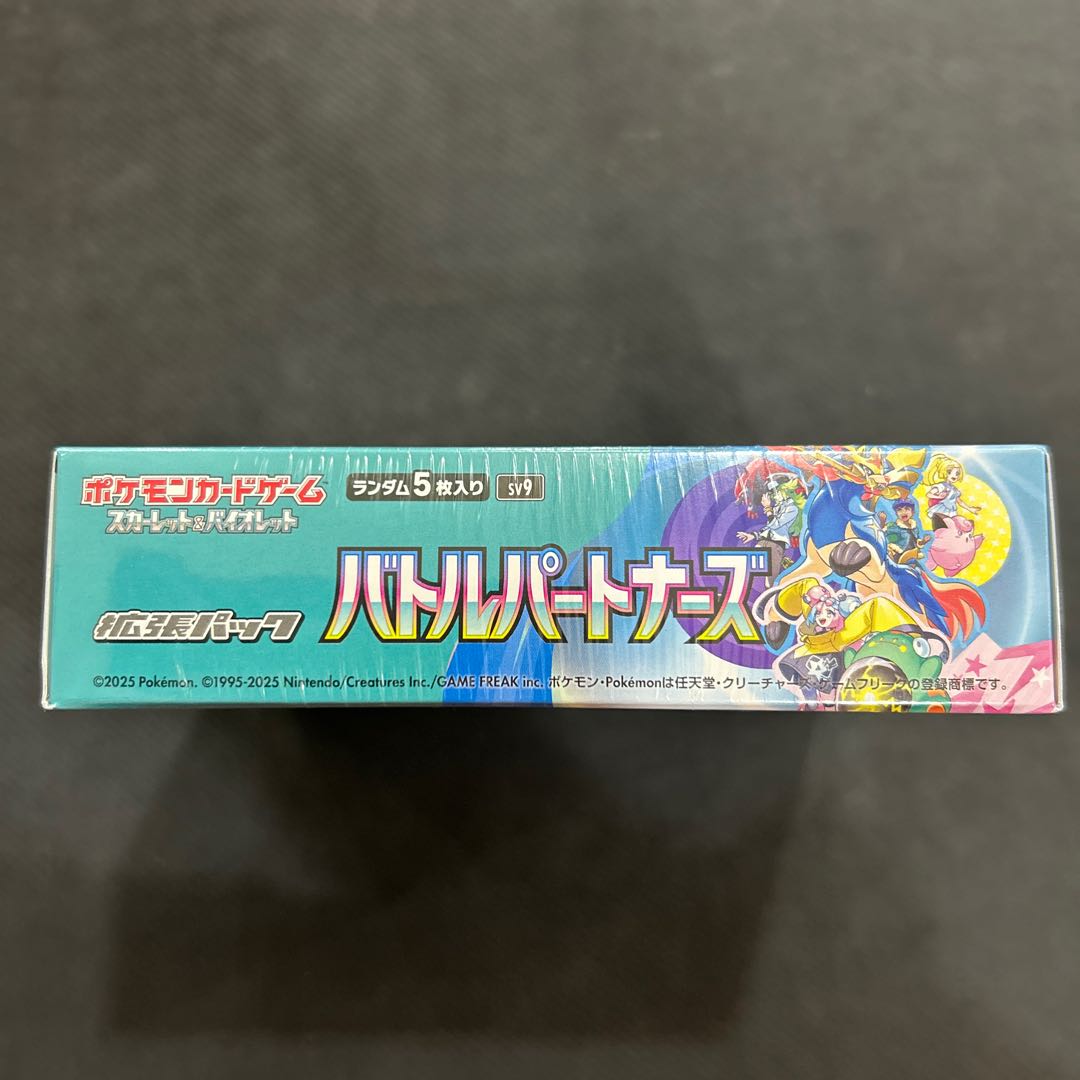 ポケモンカードゲーム
スカーレット&バイオレット
ランダム5枚入り
SV9
拡張パック
バトルパートナーズ
©2025 Pokémon. ©1995-2025 Nintendo/Creatures Inc./GAME FREAK inc. ポケモン・Pokémonは任天堂・クリーチャーズ・ゲームフリークの登録商標です。